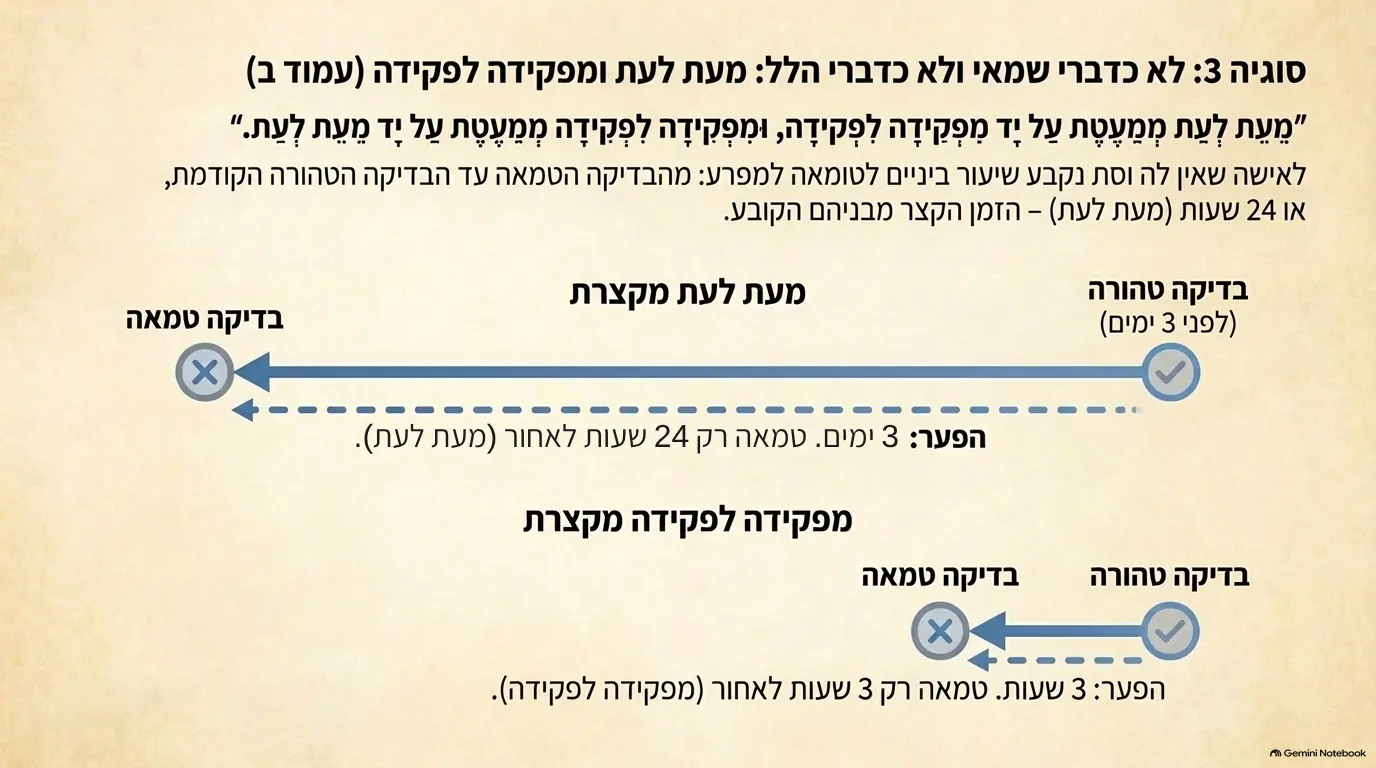 סוגיה 3: לא כדברי שמאי ולא כדברי הלל: מעת לעת ומפקידה לפקידה (עמוד ב)
"מֵעֵת לְעֵת מְמַעֶטֶת עַל יָד מִפְּקִידָה לִפְקִידָה, וּמִפְּקִידָה לִפְקִידָה מְמַעֶטֶת עַל יָד מֵעֵת לְעֵת."
לאישה שאין לה וסת נקבע שיעור ביניים לטומאה למפרע: מהבדיקה הטמאה עד הבדיקה הטהורה הקודמת,
או 24 שעות (מעת לעת) – הזמן הקצר מבניהם הקובע.
מעת לעת מקצרת
בדיקה טהורה
(לפני 3 ימים)
בדיקה טמאה
הפער: 3 ימים. טמאה רק 24 שעות לאחור (מעת לעת).
מפקידה לפקידה מקצרת
בדיקה טהורה
בדיקה טמאה
הפער: 3 שעות. טמאה רק 3 שעות לאחור (מפקידה לפקידה).
Gemini Notebook